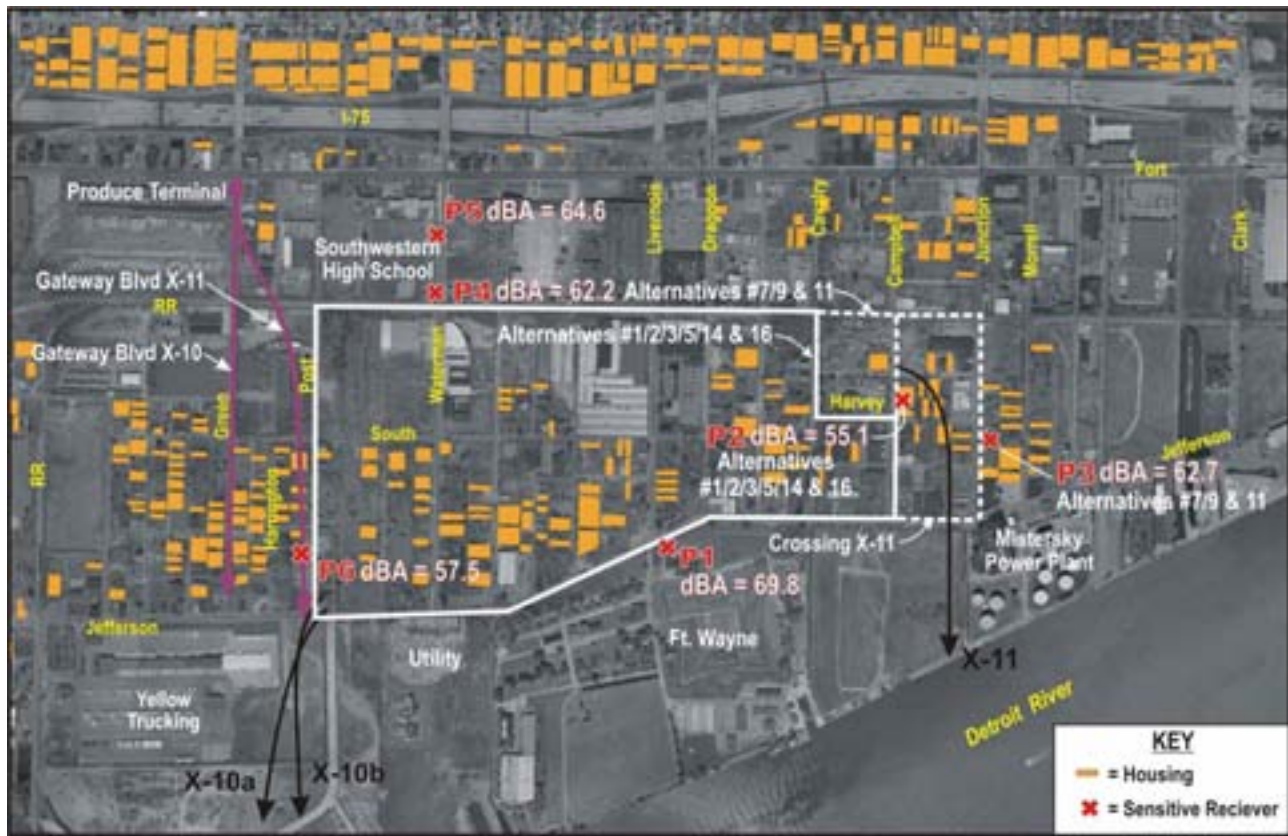 I-75
Fort
Produce Terminal
P5 dBA = 64.6
Southwestern
High School
Livernois
Dragoon
Cavalry
Campbell
Junction
Morrell
Clark
Gateway Blvd X-11
RR
P4 dBA = 62.2
Alternatives #7/9 & 11
Alternatives #1/2/3/5/14 & 16
Gateway Blvd X-10
Green
Post
Waterman
Harvey
South
P2 dBA = 55.1
Alternatives
#1/2/3/5/14 & 16
Jefferson
P3 dBA = 62.7
Alternatives #7/9 & 11
RR
Harrington
P6 dBA = 57.5
P1
dBA = 69.8
Crossing X-11
Mistersky
Power Plant
Jefferson
Utility
Ft. Wayne
X-11
Yellow
Trucking
Detroit River
X-10a
X-10b
KEY
= Housing
= Sensitive Reciever